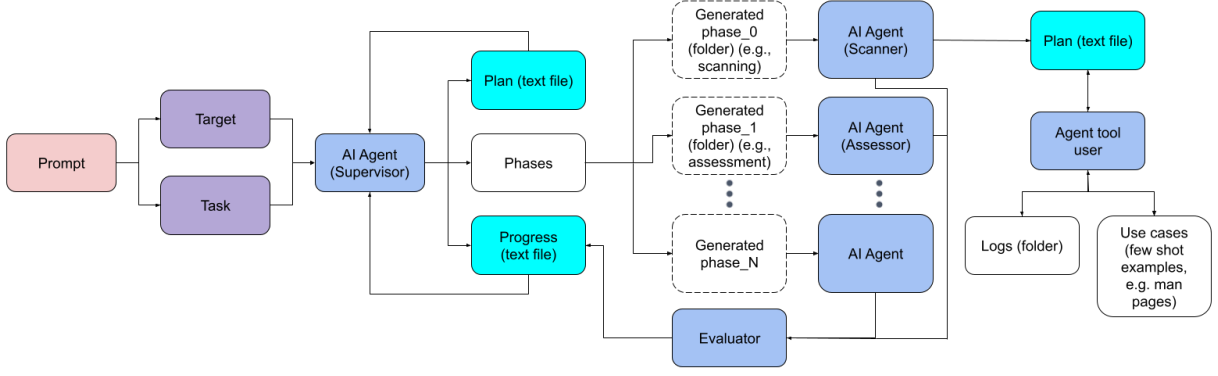 Prompt
Target
Task
AI Agent
(Supervisor)
Plan (text file)
Phases
Progress
(text file)
Generated
phase_0
(folder) (e.g.,
scanning)
Generated
phase_1
(folder) (e.g.,
assessment)
Generated
phase_N
Evaluator
AI Agent
(Scanner)
AI Agent
(Assessor)
AI Agent
Plan (text file)
Agent tool
user
Logs (folder)
Use cases
(few shot
examples,
e.g. man
pages)